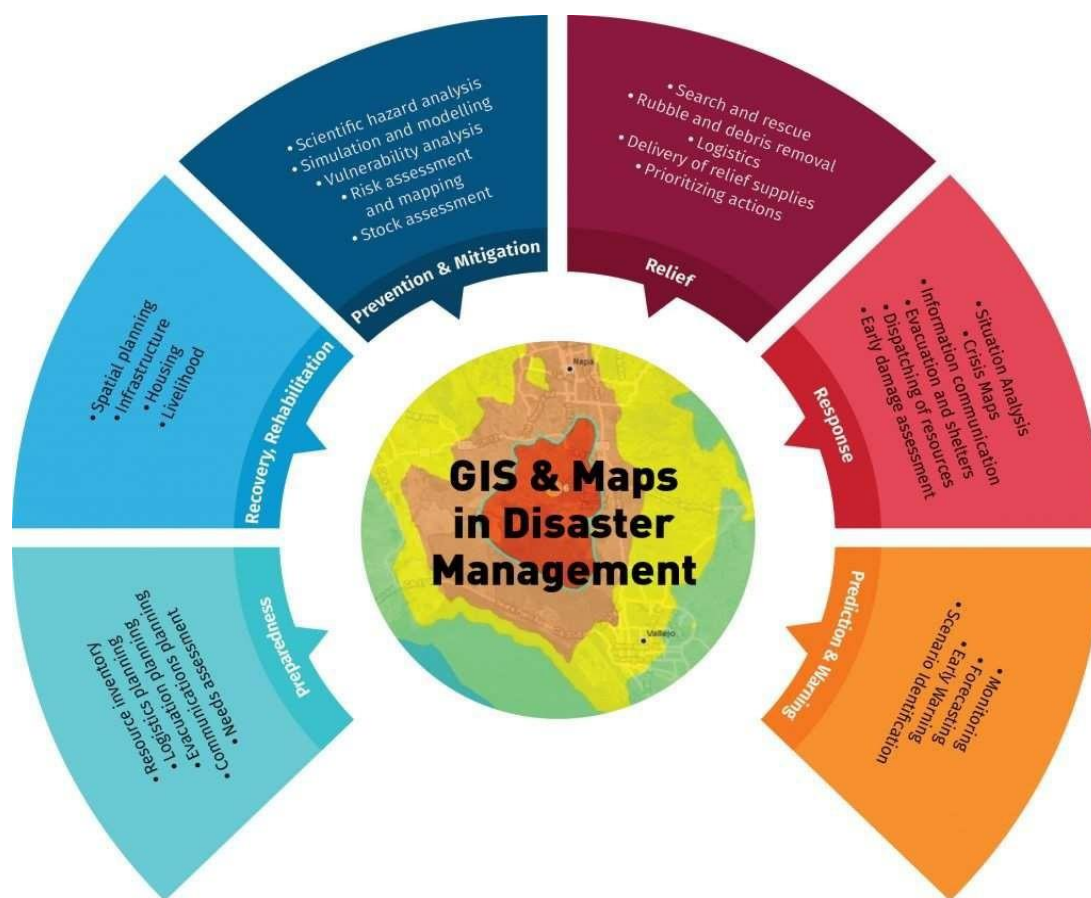 • Scientific hazard analysis
• Simulation and modelling
• Vulnerability analysis
• Risk assessment
and mapping
• Stock assessment
Prevention & Mitigation
• Search and rescue
• Rubble and debris removal
• Logistics
• Delivery of relief supplies
• Prioritizing actions
Relief
• Situation Analysis
• Crisis Maps
• Information communication
• Evacuation and shelters
• Dispatching of resources
• Early damage assessment
Response
• Monitoring
• Forecasting
• Early Warning
• Scenario Identification
Prediction & Warning
• Resource inventory
• Logistics planning
• Evacuation planning
• Communications planning
• Needs assessment
Preparedness
• Spatial planning
• Infrastructure
• Housing
• Livelihood
Recovery, Rehabilitation
Napa
GIS & Maps
in Disaster
Management
Vallejo